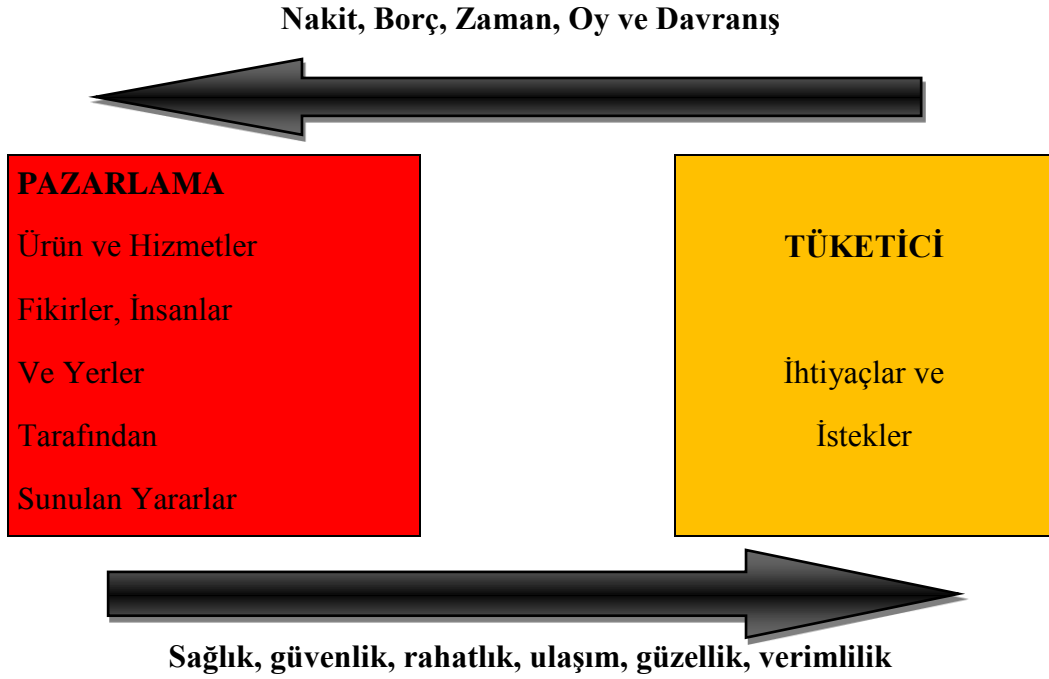 Nakit, Borç, Zaman, Oy ve Davranış
PAZARLAMA
Ürün ve Hizmetler
Fikirler, İnsanlar
Ve Yerler
Tarafından
Sunulan Yararlar
TÜKETİCİ
İhtiyaçlar ve
İstekler
Sağlık, güvenlik, rahatlık, ulaşım, güzellik, verimlilik